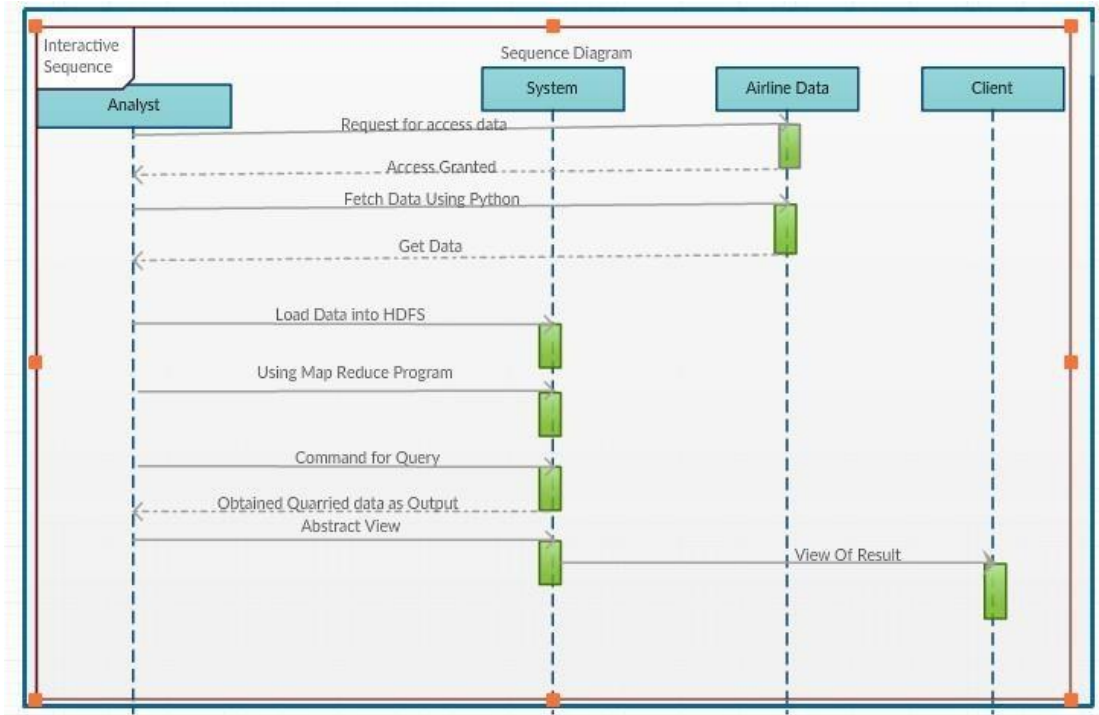 Interactive
Sequence
Sequence Diagram
Analyst
System
Airline Data
Client
Request for access data
Access Granted
Fetch Data Using Python
Get Data
Load Data into HDFS
Using Map Reduce Program
Command for Query
Obtained Quarried data as Output
Abstract View
View Of Result